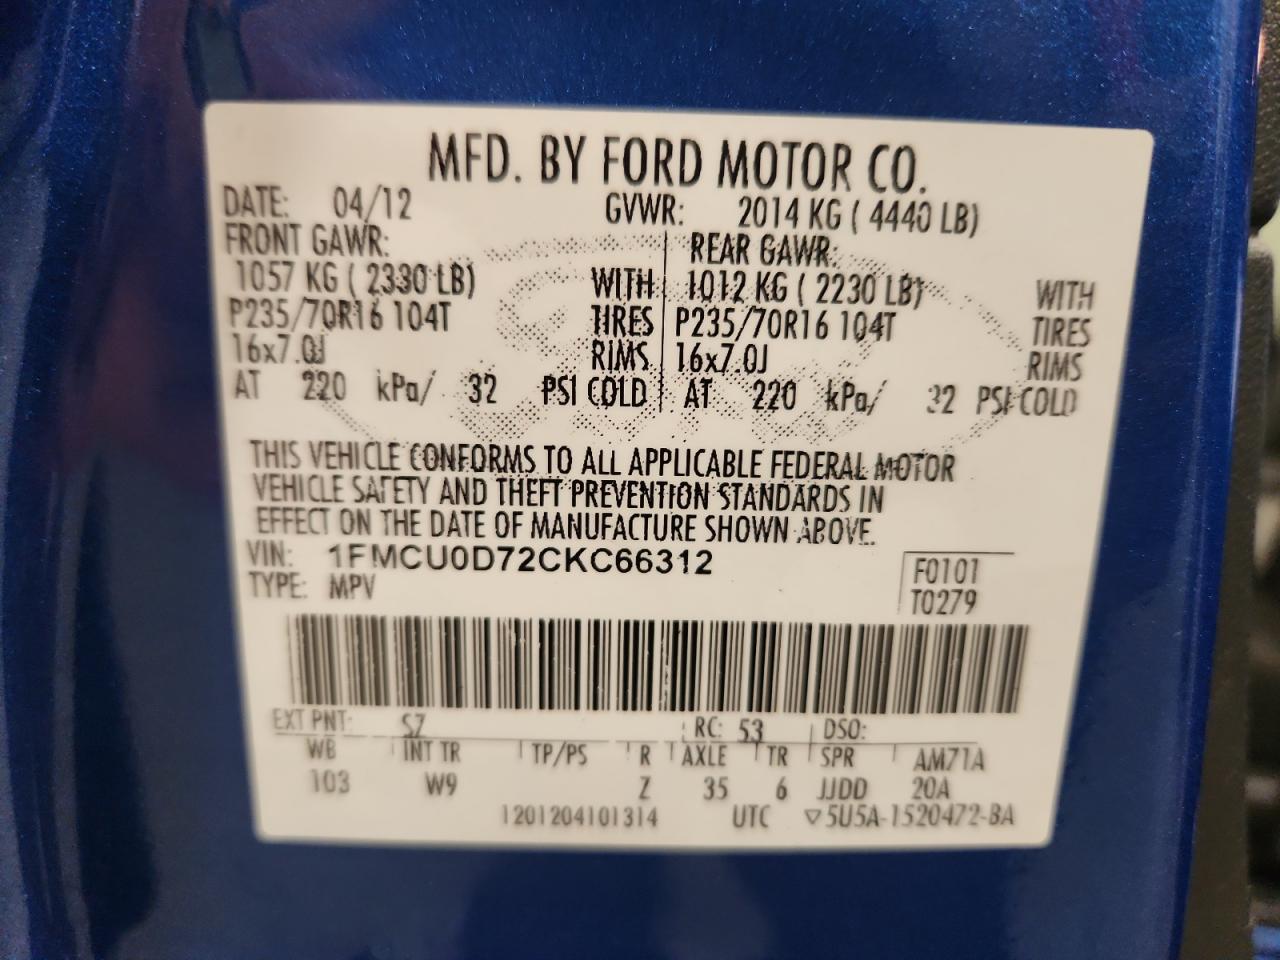 MFD. BY FORD MOTOR CO.
DATE: 04/12 GVWR: 2014 KG ( 4440 LB)
FRONT GAWR: REAR GAWR:
1057 KG ( 2330 LB) WITH 1012 KG ( 2230 LB) WITH
P235/70R16 104T TIRES P235/70R16 104T TIRES
16x7.0J RIMS 16x7.0J RIMS
AT 220 kPa/ 32 PSI COLD AT 220 kPa/ 32 PSI COLD
THIS VEHICLE CONFORMS TO ALL APPLICABLE FEDERAL MOTOR
VEHICLE SAFETY AND THEFT PREVENTION STANDARDS IN
EFFECT ON THE DATE OF MANUFACTURE SHOWN ABOVE.
VIN: 1FMCU0D72CKC66312 F0101
TYPE: MPV T0279
EXT PNT: SZ RC: 53 DSO:
WB INT TR TP/PS R AXLE TR SPR AM71A
103 W9 Z 35 6 JJDD 20A
1201204101314 UTC ▽5U5A-1520472-BA